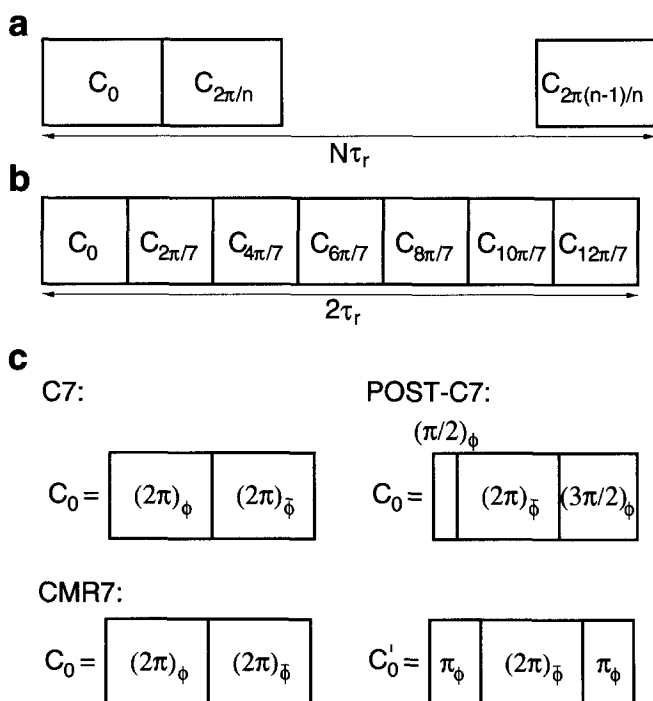 a
C₀ C₂π/ₙ C₂π(ₙ₋₁)/ₙ
Nτᵣ
b
C₀ C₂π/₇ C₄π/₇ C₆π/₇ C₈π/₇ C₁₀π/₇ C₁₂π/₇
2τᵣ
c
C7: POST-C7:
(π/2)ϕ
C₀ = (2π)ϕ (2π)ϕ̄ C₀ = (2π)ϕ̄ (3π/2)ϕ
CMR7:
C₀ = (2π)ϕ (2π)ϕ̄ C₀' = πϕ (2π)ϕ̄ πϕ